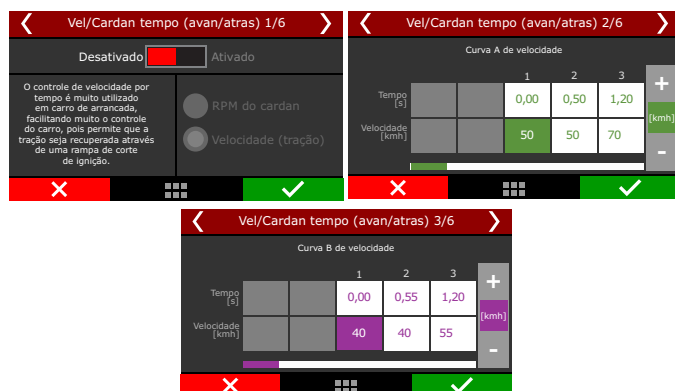 Vel/Cardan tempo (avan/atras) 1/6
Desativado Ativado
O controle de velocidade por
tempo é muito utilizado
em carro de arrancada,
facilitando muito o controle
do carro, pois permite que a
tração seja recuperada através
de uma rampa de corte
de ignição.
RPM do cardan
Velocidade (tração)
Vel/Cardan tempo (avan/atras) 2/6
Curva A de velocidade
1 2 3
Tempo
[s]
0,00 0,50 1,20
Velocidade
[kmh]
50 50 70
+
[kmh]
-
Vel/Cardan tempo (avan/atras) 3/6
Curva B de velocidade
1 2 3
Tempo
[s]
0,00 0,55 1,20
Velocidade
[kmh]
40 40 55
+
[kmh]
-